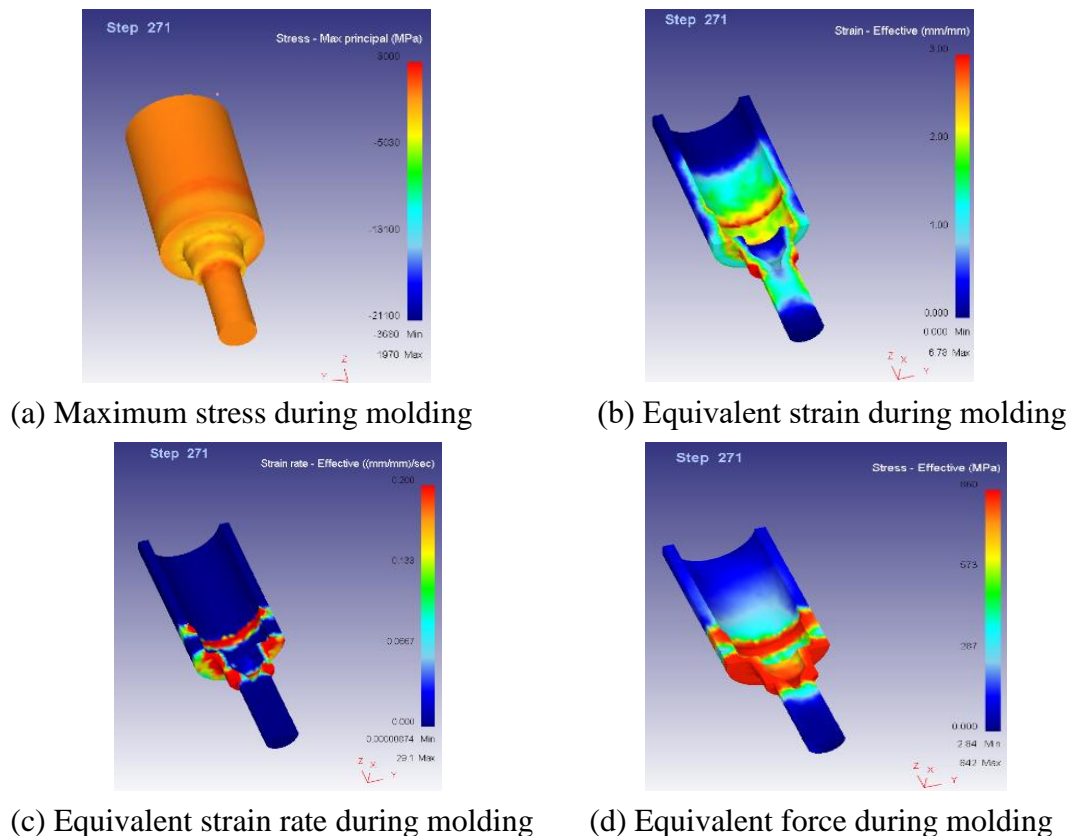 Step 271
Stress - Max principal (MPa)
3000
-5030
-13100
-21100
-3680 Min
1970 Max
Z
Y
(a) Maximum stress during molding
Step 271
Strain - Effective (mm/mm)
3.00
2.00
1.00
0.000
0.000 Min
6.78 Max
Z X
Y
(b) Equivalent strain during molding
Step 271
Strain rate - Effective ((mm/mm)/sec)
0.200
0.133
0.0667
0.000
0.00000874 Min
29.1 Max
Z X
Y
(c) Equivalent strain rate during molding
Step 271
Stress - Effective (MPa)
860
573
287
0.000
2.84 Min
842 Max
Z X
Y
(d) Equivalent force during molding